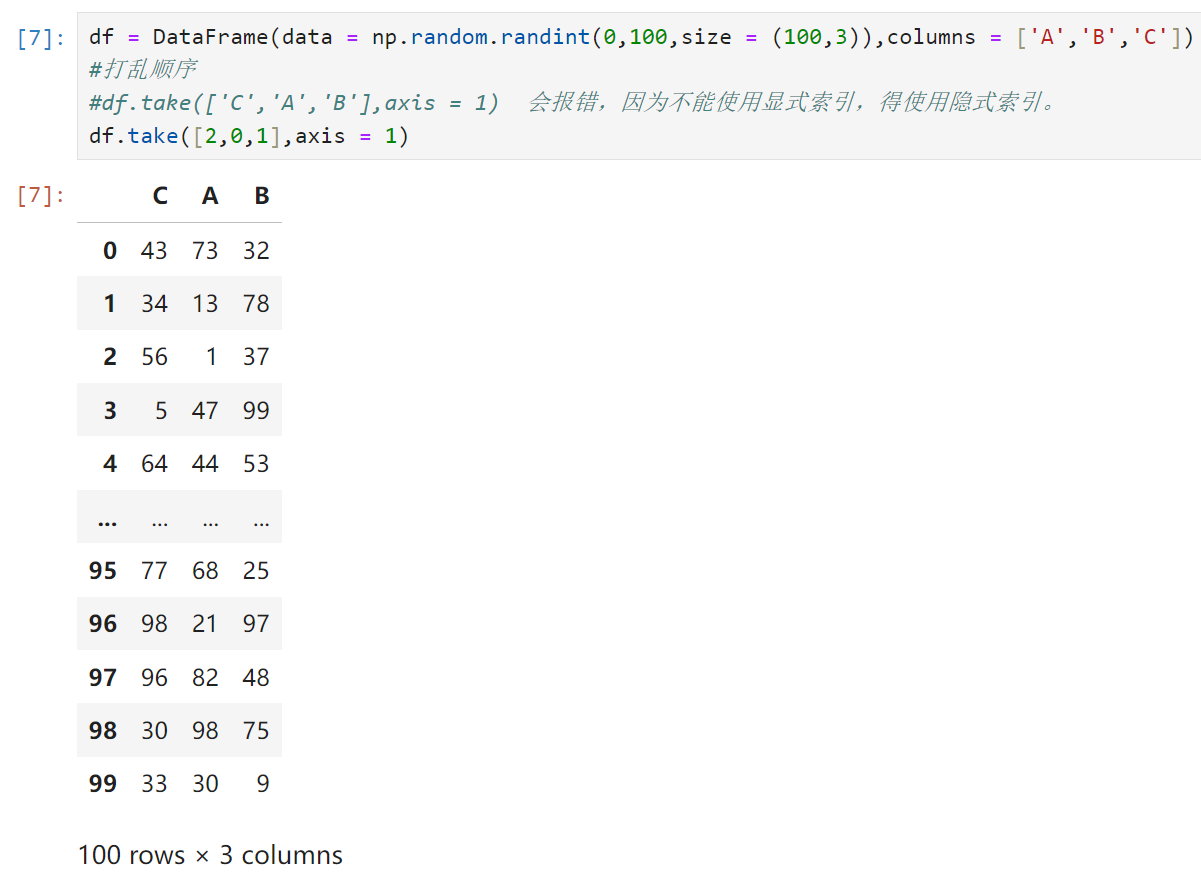 [7]: df = DataFrame(data = np.random.randint(0,100,size = (100,3)),columns = ['A','B','C'])
#打乱顺序
#df.take(['C','A','B'],axis = 1)  会报错，因为不能使用显式索引，得使用隐式索引。
df.take([2,0,1],axis = 1)
[7]: C A B
0 43 73 32
1 34 13 78
2 56 1 37
3 5 47 99
4 64 44 53
... ... ... ...
95 77 68 25
96 98 21 97
97 96 82 48
98 30 98 75
99 33 30 9
100 rows × 3 columns